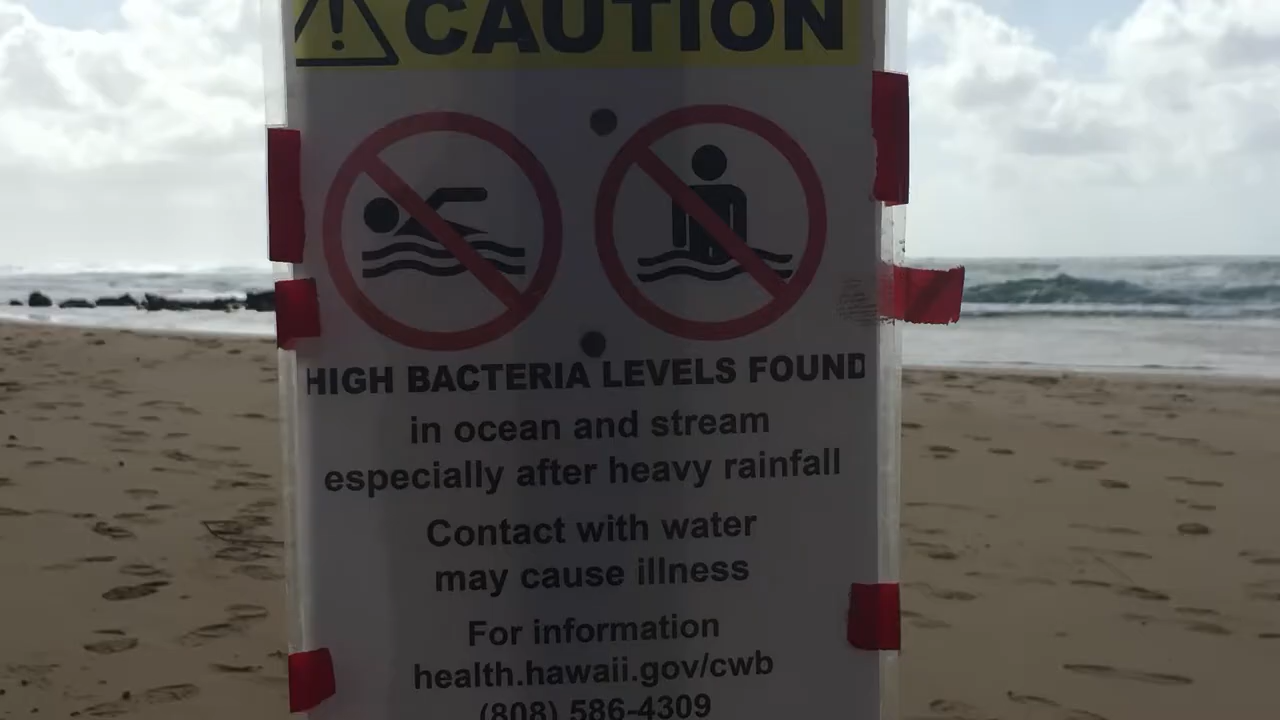 CAUTION
HIGH BACTERIA LEVELS FOUND
in ocean and stream
especially after heavy rainfall
Contact with water
may cause illness
For information
health.hawaii.gov/cwb
(808) 586-4309